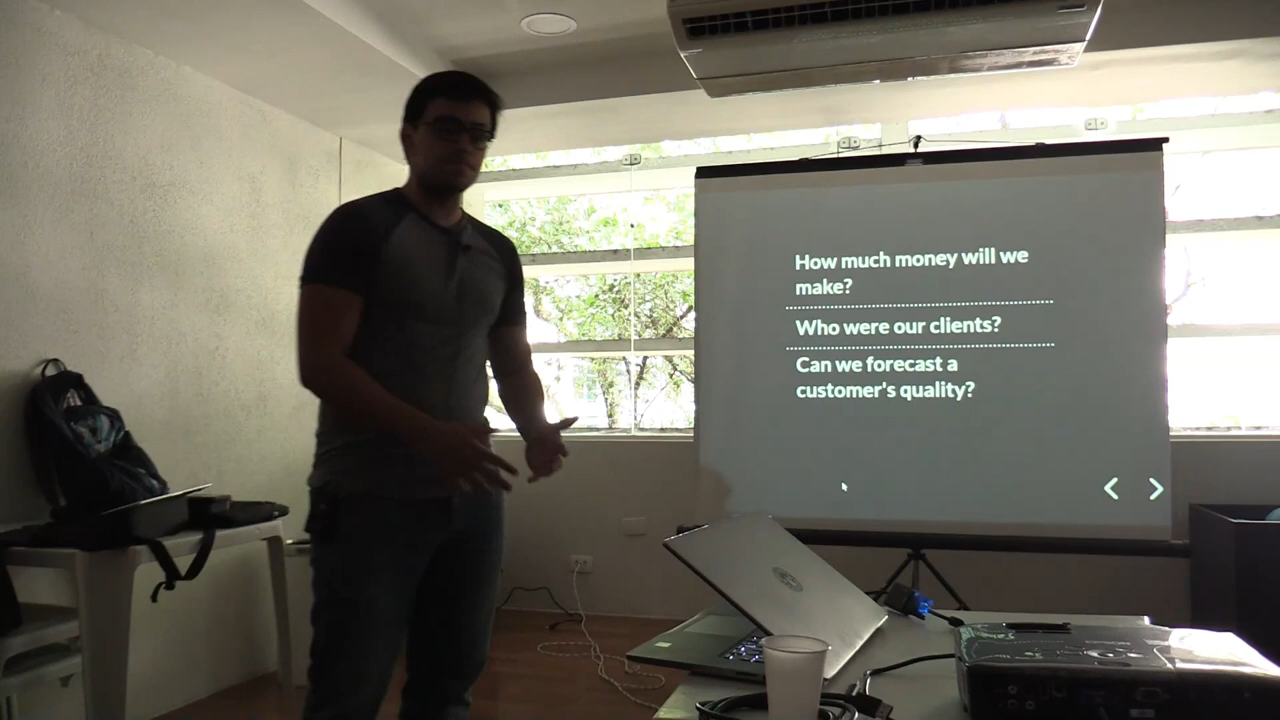 How much money will we
make?
Who were our clients?
Can we forecast a
customer's quality?